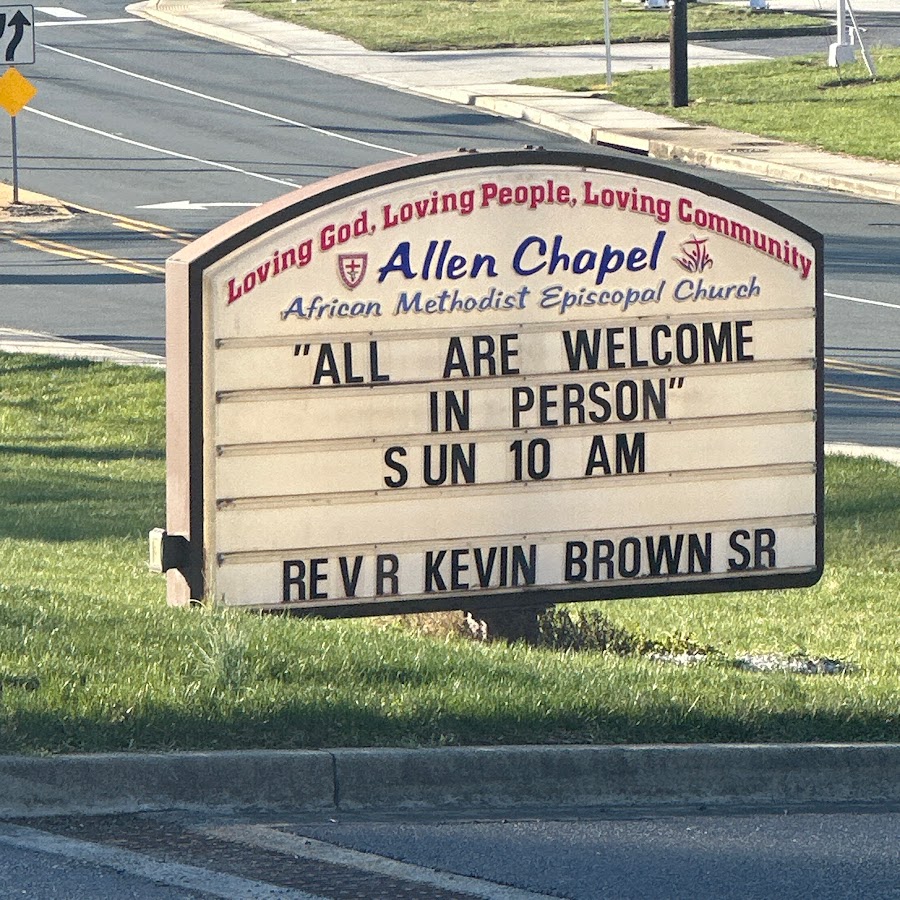 Loving God, Loving People, Loving Community
Allen Chapel
African Methodist Episcopal Church
"ALL ARE WELCOME
IN PERSON"
SUN 10 AM
REV R KEVIN BROWN SR